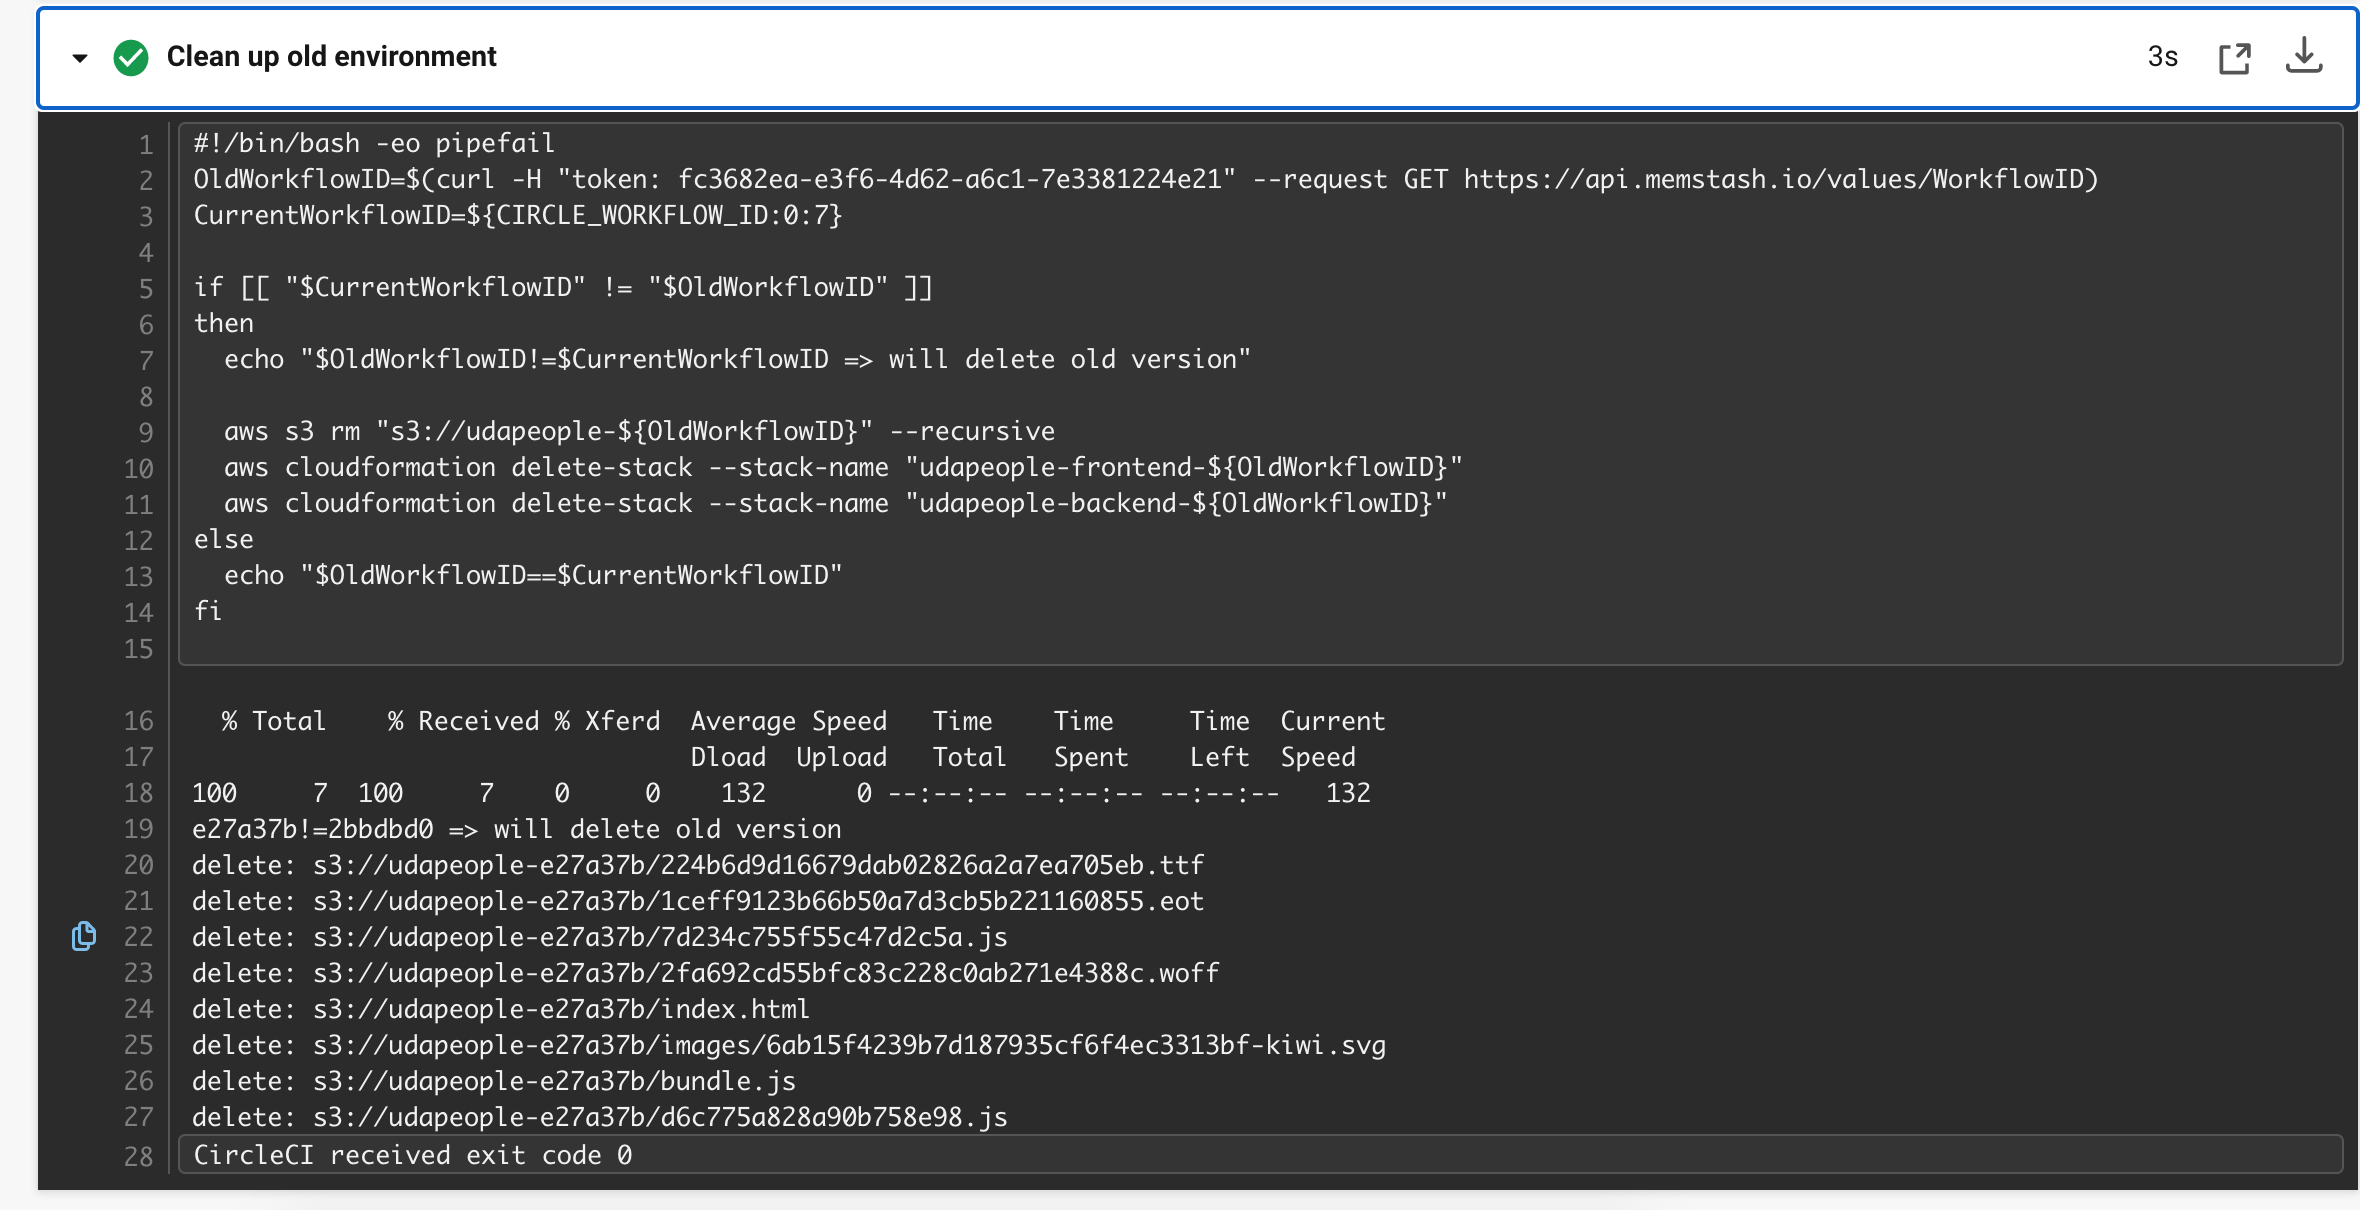 Clean up old environment 3s
1 #!/bin/bash -eo pipefail
2 OldWorkflowID=$(curl -H "token: fc3682ea-e3f6-4d62-a6c1-7e3381224e21" --request GET https://api.memstash.io/values/WorkflowID)
3 CurrentWorkflowID=${CIRCLE_WORKFLOW_ID:0:7}
4
5 if [[ "$CurrentWorkflowID" != "$OldWorkflowID" ]]
6 then
7   echo "$OldWorkflowID!=$CurrentWorkflowID => will delete old version"
8
9   aws s3 rm "s3://udapeople-${OldWorkflowID}" --recursive
10   aws cloudformation delete-stack --stack-name "udapeople-frontend-${OldWorkflowID}"
11   aws cloudformation delete-stack --stack-name "udapeople-backend-${OldWorkflowID}"
12 else
13   echo "$OldWorkflowID==$CurrentWorkflowID"
14 fi
15
16   % Total    % Received % Xferd  Average Speed   Time    Time     Time  Current
17                                  Dload  Upload   Total   Spent    Left  Speed
18 100     7  100     7    0     0    132      0 --:--:-- --:--:-- --:--:--   132
19 e27a37b!=2bbdbd0 => will delete old version
20 delete: s3://udapeople-e27a37b/224b6d9d16679dab02826a2a7ea705eb.ttf
21 delete: s3://udapeople-e27a37b/1ceff9123b66b50a7d3cb5b221160855.eot
22 delete: s3://udapeople-e27a37b/7d234c755f55c47d2c5a.js
23 delete: s3://udapeople-e27a37b/2fa692cd55bfc83c228c0ab271e4388c.woff
24 delete: s3://udapeople-e27a37b/index.html
25 delete: s3://udapeople-e27a37b/images/6ab15f4239b7d187935cf6f4ec3313bf-kiwi.svg
26 delete: s3://udapeople-e27a37b/bundle.js
27 delete: s3://udapeople-e27a37b/d6c775a828a90b758e98.js
28 CircleCI received exit code 0